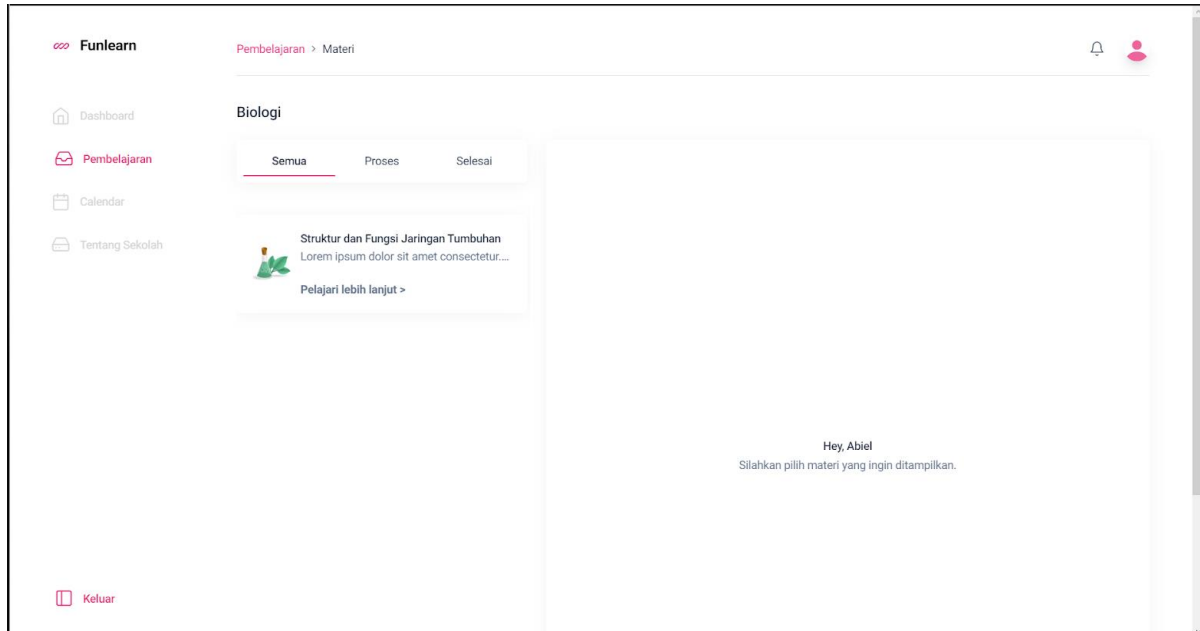 Funlearn
Pembelajaran > Materi
Dashboard
Pembelajaran
Calendar
Tentang Sekolah
Keluar
Biologi
Semua Proses Selesai
Struktur dan Fungsi Jaringan Tumbuhan
Lorem ipsum dolor sit amet consectetur....
Pelajari lebih lanjut >
Hey, Abiel
Silahkan pilih materi yang ingin ditampilkan.